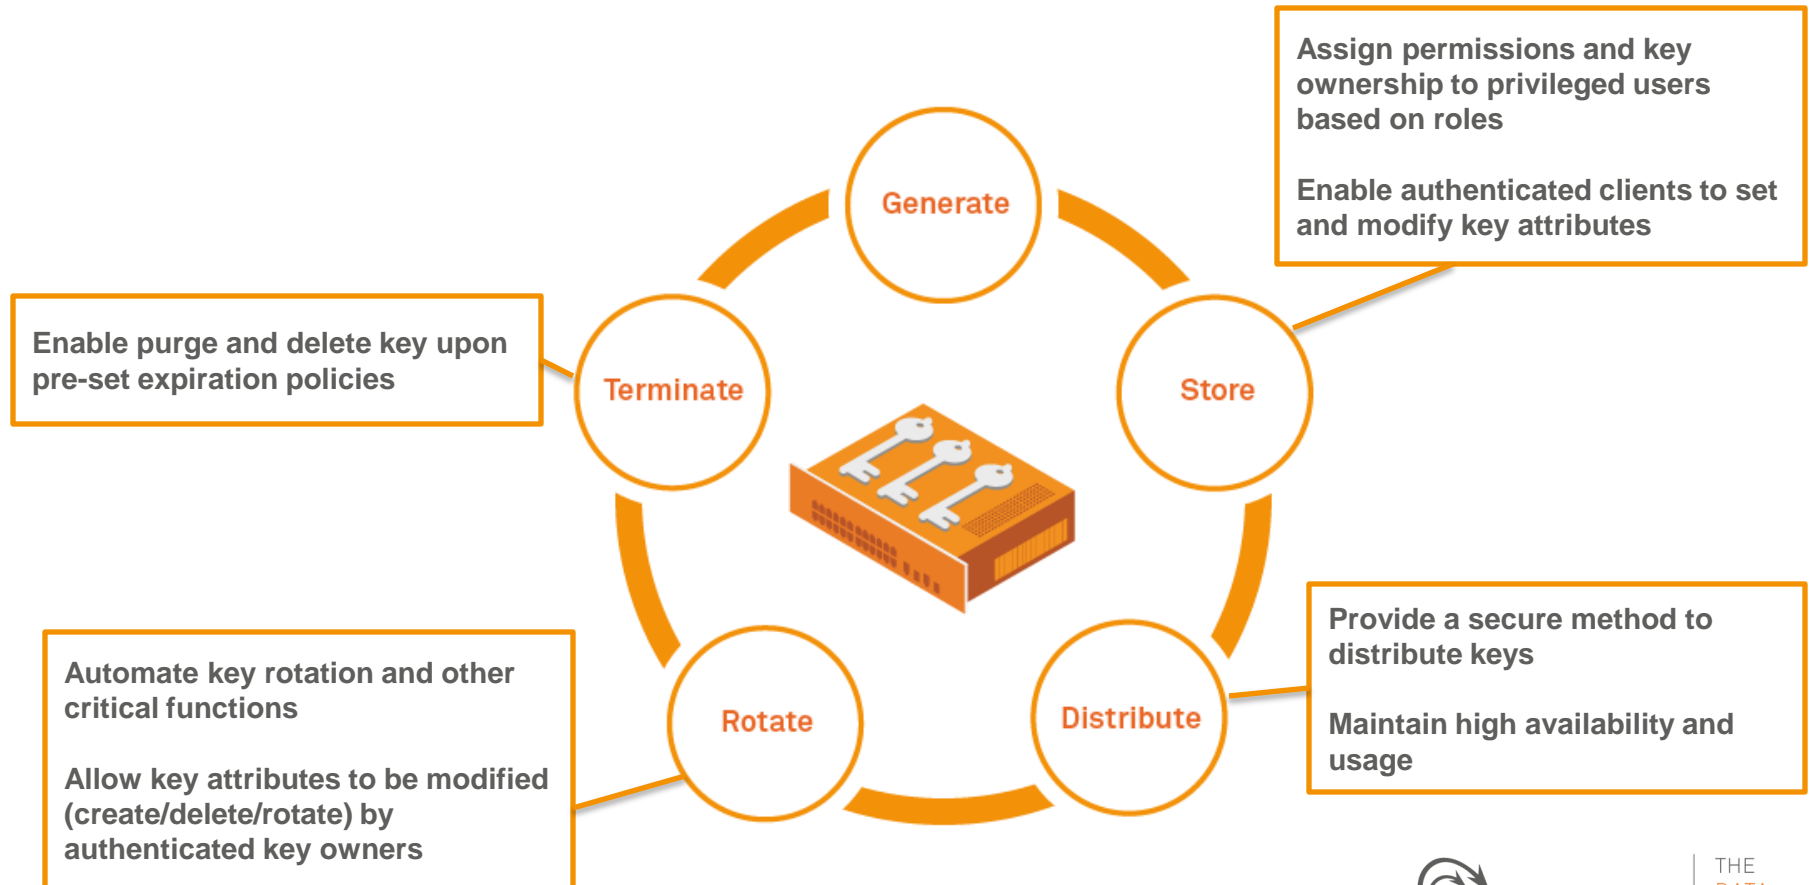 Assign permissions and key
ownership to privileged users
based on roles
Enable authenticated clients to set
and modify key attributes
Generate
Enable purge and delete key upon
pre-set expiration policies
Terminate
Store
Provide a secure method to
distribute keys
Maintain high availability and
usage
Automate key rotation and other
critical functions
Allow key attributes to be modified
(create/delete/rotate) by
authenticated key owners
Rotate
Distribute
THE
DATA